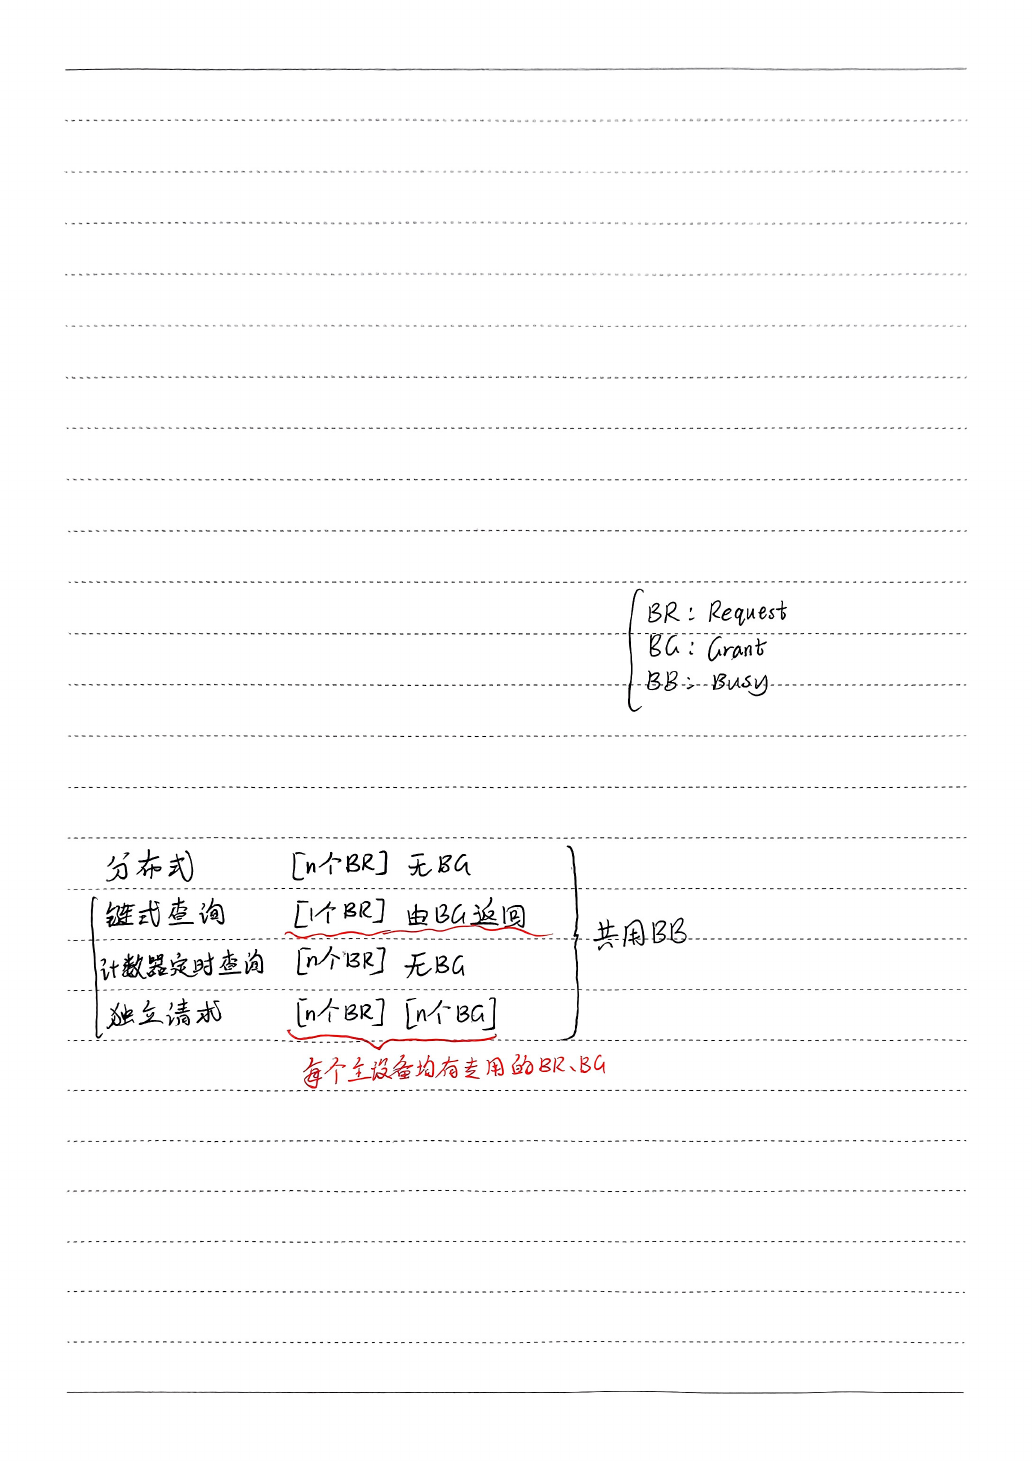 BR: Request
BG: Grant
BB: Busy
分布式 [n个BR] 无BG
链式查询 [1个BR] 由BG返回
共用BB
计数器定时查询 [n个BR] 无BG
独立请求 [n个BR] [n个BG]
每个主设备均有专用的BR、BG